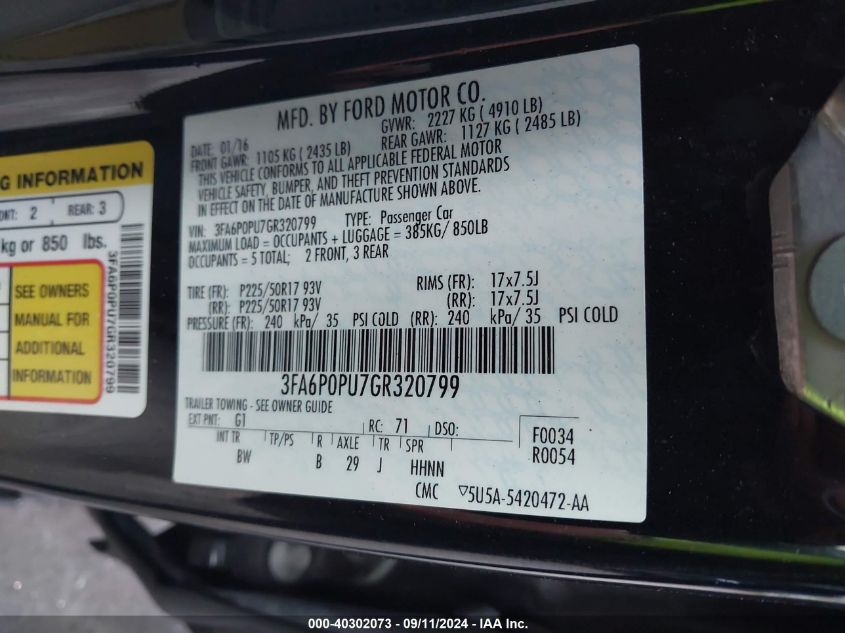 MFD. BY FORD MOTOR CO.
DATE: 01/16 GVWR: 2227 KG ( 4910 LB)
FRONT GAWR: 1105 KG ( 2435 LB) REAR GAWR: 1127 KG ( 2485 LB)
THIS VEHICLE CONFORMS TO ALL APPLICABLE FEDERAL MOTOR
VEHICLE SAFETY, BUMPER, AND THEFT PREVENTION STANDARDS
IN EFFECT ON THE DATE OF MANUFACTURE SHOWN ABOVE.
VIN: 3FA6P0PU7GR320799 TYPE: Passenger Car
MAXIMUM LOAD = OCCUPANTS + LUGGAGE = 385KG/ 850LB
OCCUPANTS = 5 TOTAL; 2 FRONT, 3 REAR
TIRE (FR): P225/50R17 93V RIMS (FR): 17x7.5J
(RR): P225/50R17 93V (RR): 17x7.5J
PRESSURE (FR): 240 kPa/ 35 PSI COLD (RR): 240 kPa/ 35 PSI COLD
3FA6P0PU7GR320799
TRAILER TOWING - SEE OWNER GUIDE
EXT PNT: G1 RC: 71 DSO:
INT TR TP/PS R AXLE TR SPR
BW B 29 J HHNN
F0034
R0054
CMC ▽5U5A-5420472-AA
INFORMATION
2 REAR: 3
kg or 850 lbs.
SEE OWNERS
MANUAL FOR
ADDITIONAL
INFORMATION
3FA6P0PU7GR320799
000-40302073 - 09/11/2024 - IAA Inc.